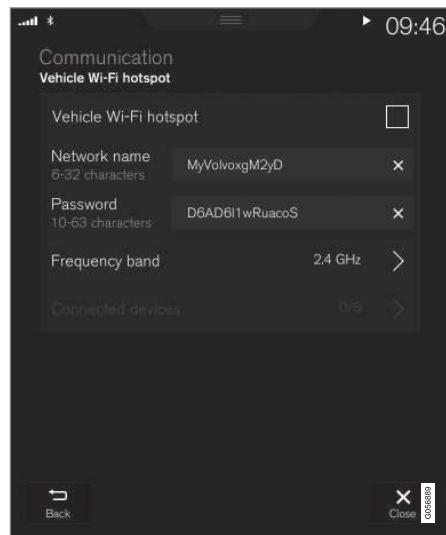 09:46
Communication
Vehicle Wi-Fi hotspot
Vehicle Wi-Fi hotspot
Network name
6-32 characters
MyVolvoxgM2yD
Password
10-63 characters
D6AD6I1wRuacoS
Frequency band
2.4 GHz
Connected devices
0/8
Back
Close
G056889